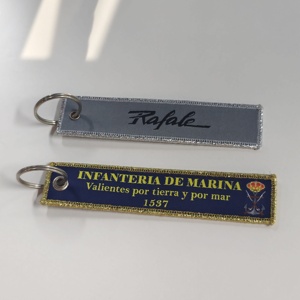 Rafale
INFANTERIA DE MARINA
Valientes por tierra y por mar
1537